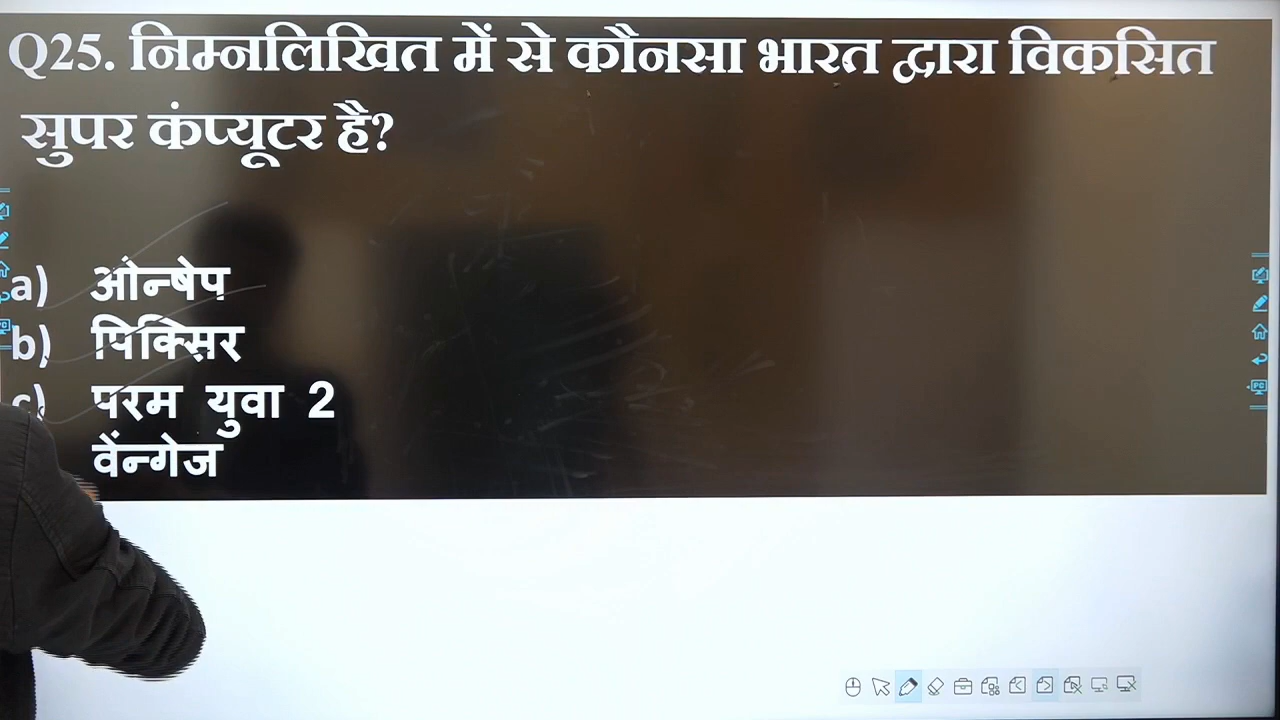 Q25. निम्नलिखित में से कौनसा भारत द्वारा विकसित
सुपर कंप्यूटर है?
a) ओन्षेप
b) पिक्सिर
c) परम युवा 2
वेंन्गेज